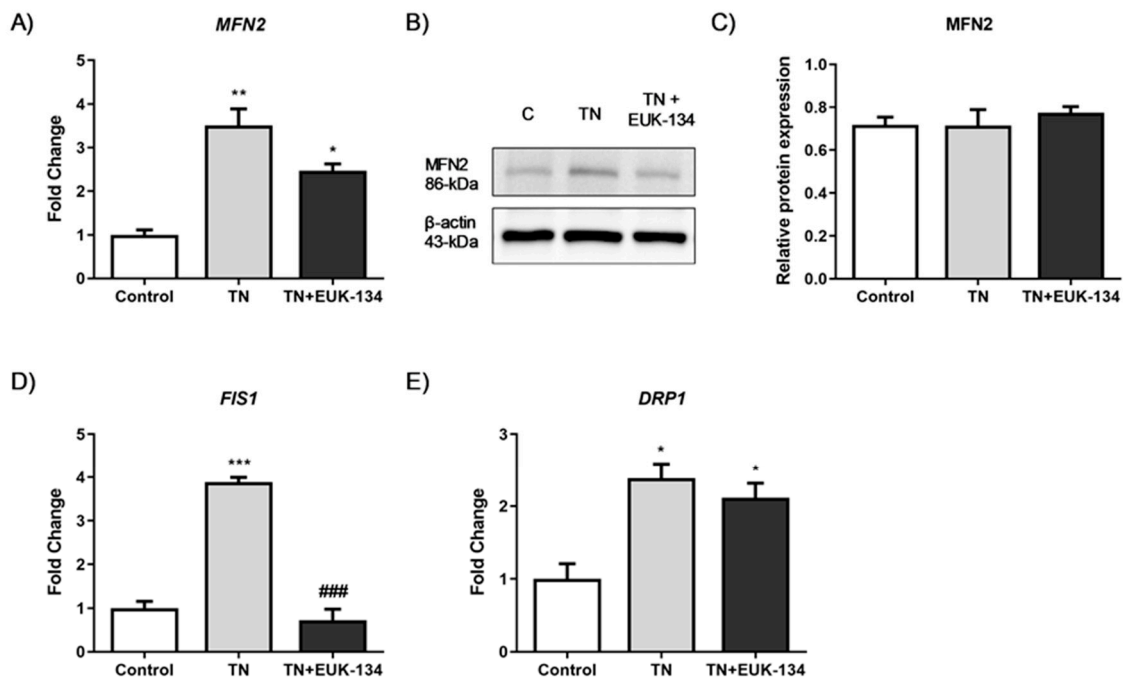 A)
MFN2
Fold Change
5
4
3
2
1
0
**
*
Control TN TN+EUK-134
B)
C TN TN +
EUK-134
MFN2
86-kDa
β-actin
43-kDa
C)
MFN2
Relative protein expression
1.0
0.8
0.6
0.4
0.2
0.0
Control TN TN+EUK-134
D)
FIS1
Fold Change
5
4
3
2
1
0
***
###
Control TN TN+EUK-134
E)
DRP1
Fold Change
3
2
1
0
*
*
Control TN TN+EUK-134